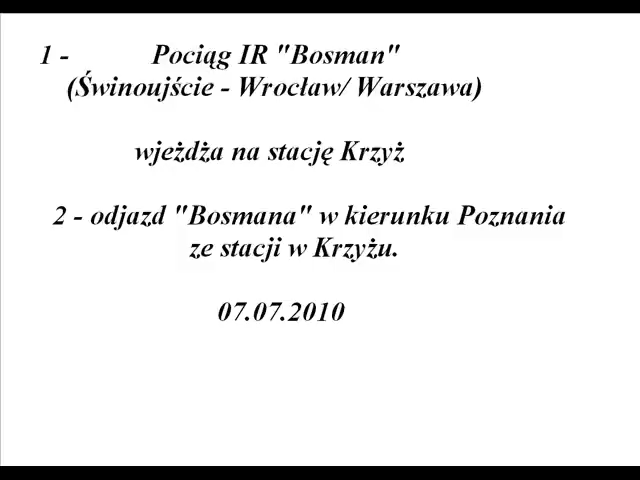 1 - Pociąg IR "Bosman"
(Świnoujście - Wrocław/ Warszawa)
wjeżdża na stację Krzyż
2 - odjazd "Bosmana" w kierunku Poznania
ze stacji w Krzyżu.
07.07.2010